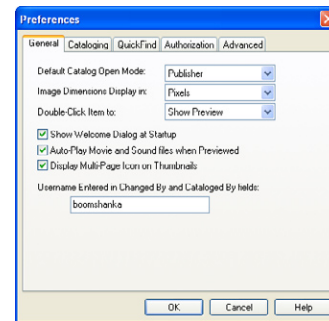 Preferences
General Cataloging QuickFind Authorization Advanced
Default Catalog Open Mode: Publisher
Image Dimensions Display in: Pixels
Double-Click Item to: Show Preview
Show Welcome Dialog at Startup
Auto-Play Movie and Sound files when Previewed
Display Multi-Page Icon on Thumbnails
Username Entered in Changed By and Cataloged By fields:
boomshanka
OK Cancel Help